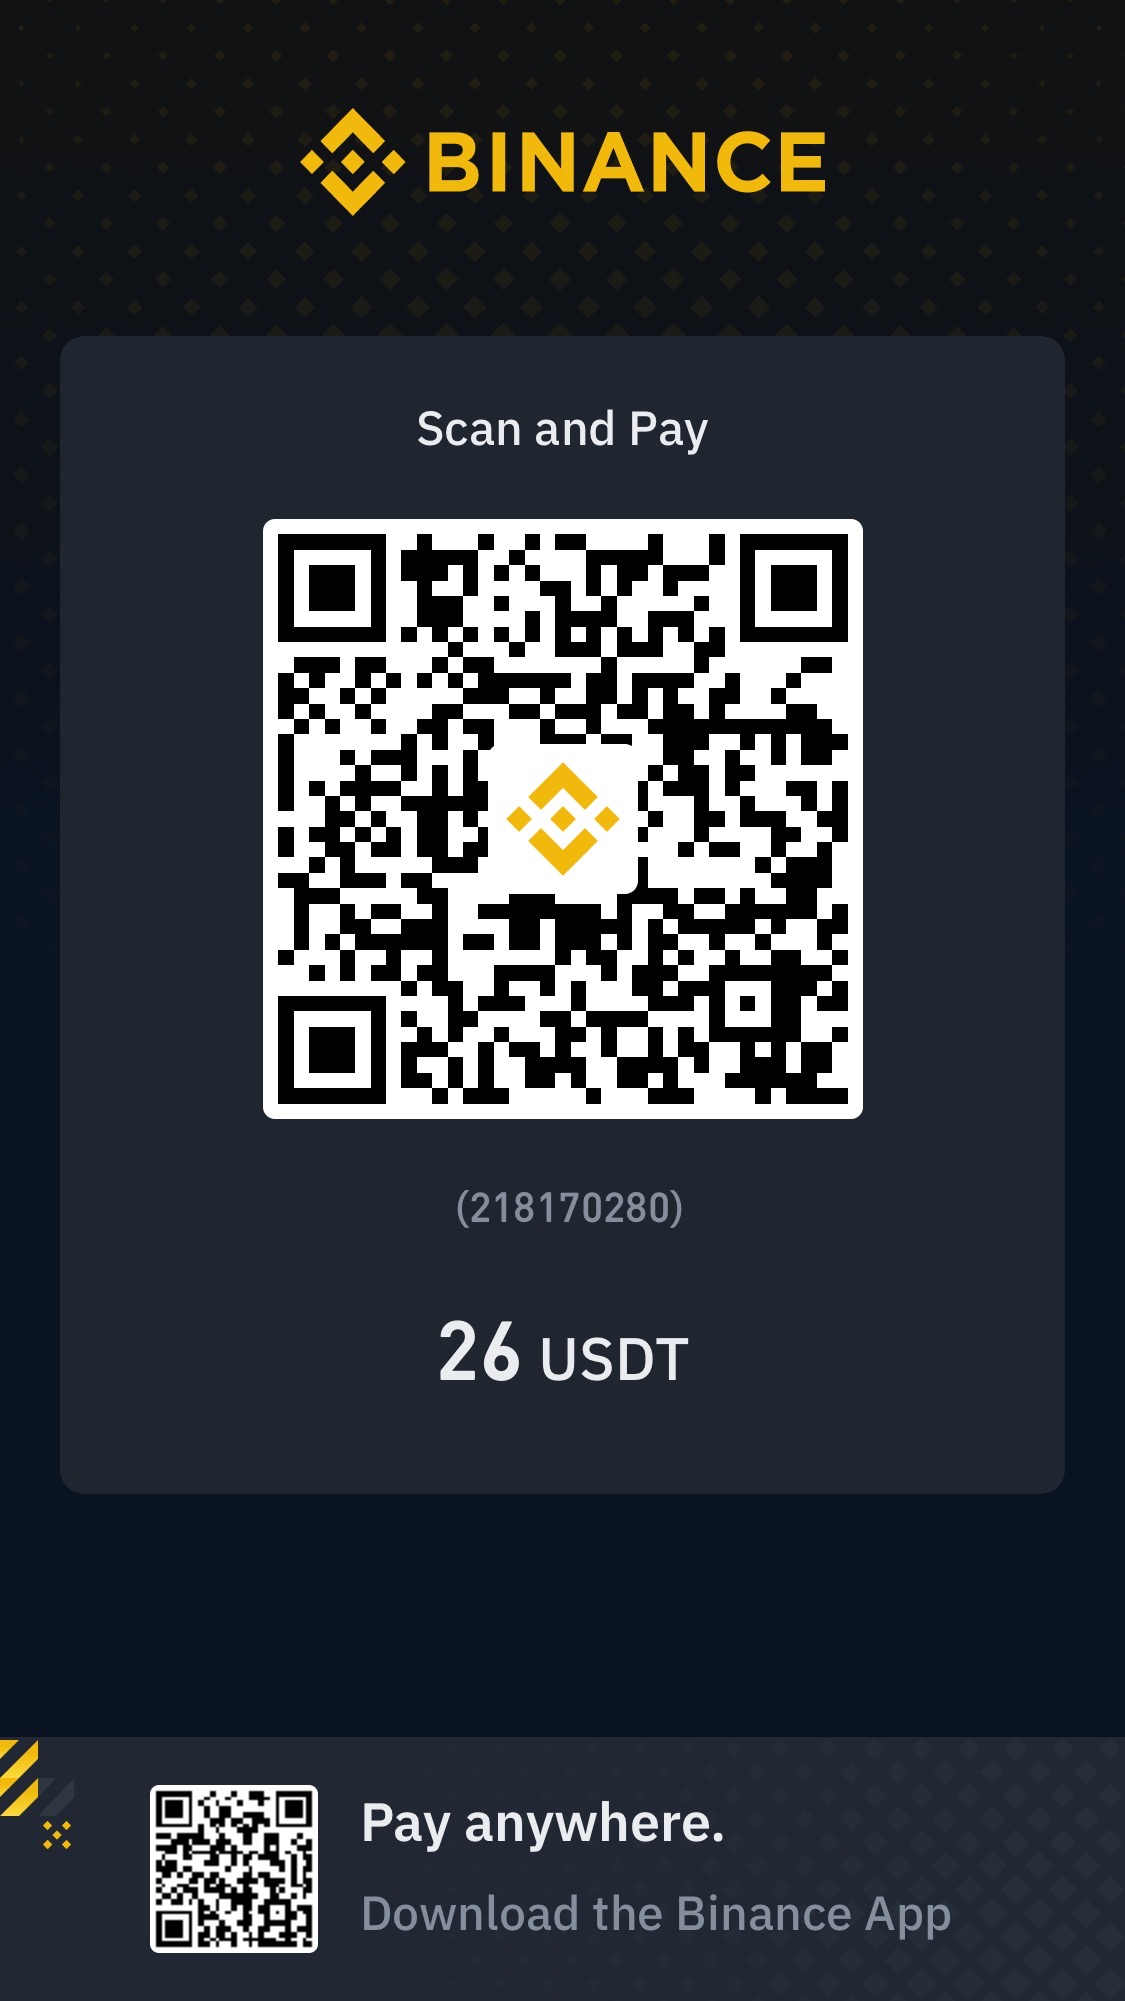 BINANCE
Scan and Pay
(218170280)
26 USDT
Pay anywhere.
Download the Binance App